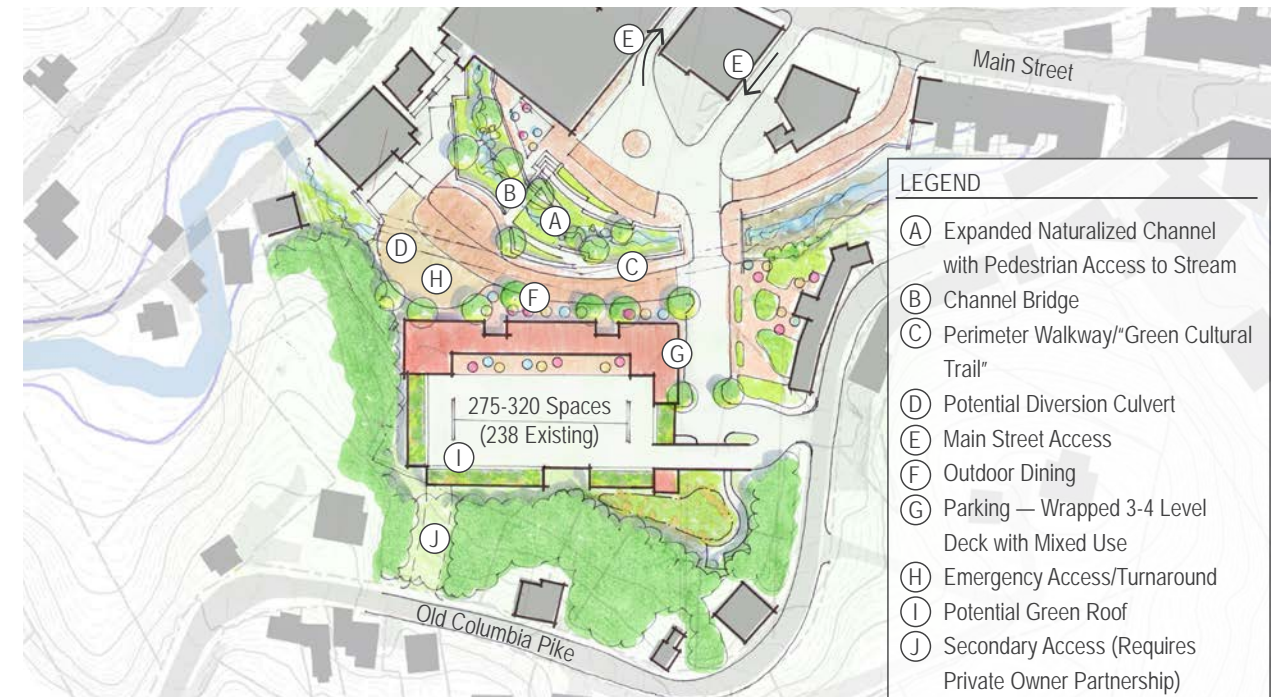 E
E
Main Street
B
A
D
C
H
F
G
275-320 Spaces
(238 Existing)
I
J
Old Columbia Pike
LEGEND
A Expanded Naturalized Channel
with Pedestrian Access to Stream
B Channel Bridge
C Perimeter Walkway/“Green Cultural
Trail”
D Potential Diversion Culvert
E Main Street Access
F Outdoor Dining
G Parking — Wrapped 3-4 Level
Deck with Mixed Use
H Emergency Access/Turnaround
I Potential Green Roof
J Secondary Access (Requires
Private Owner Partnership)